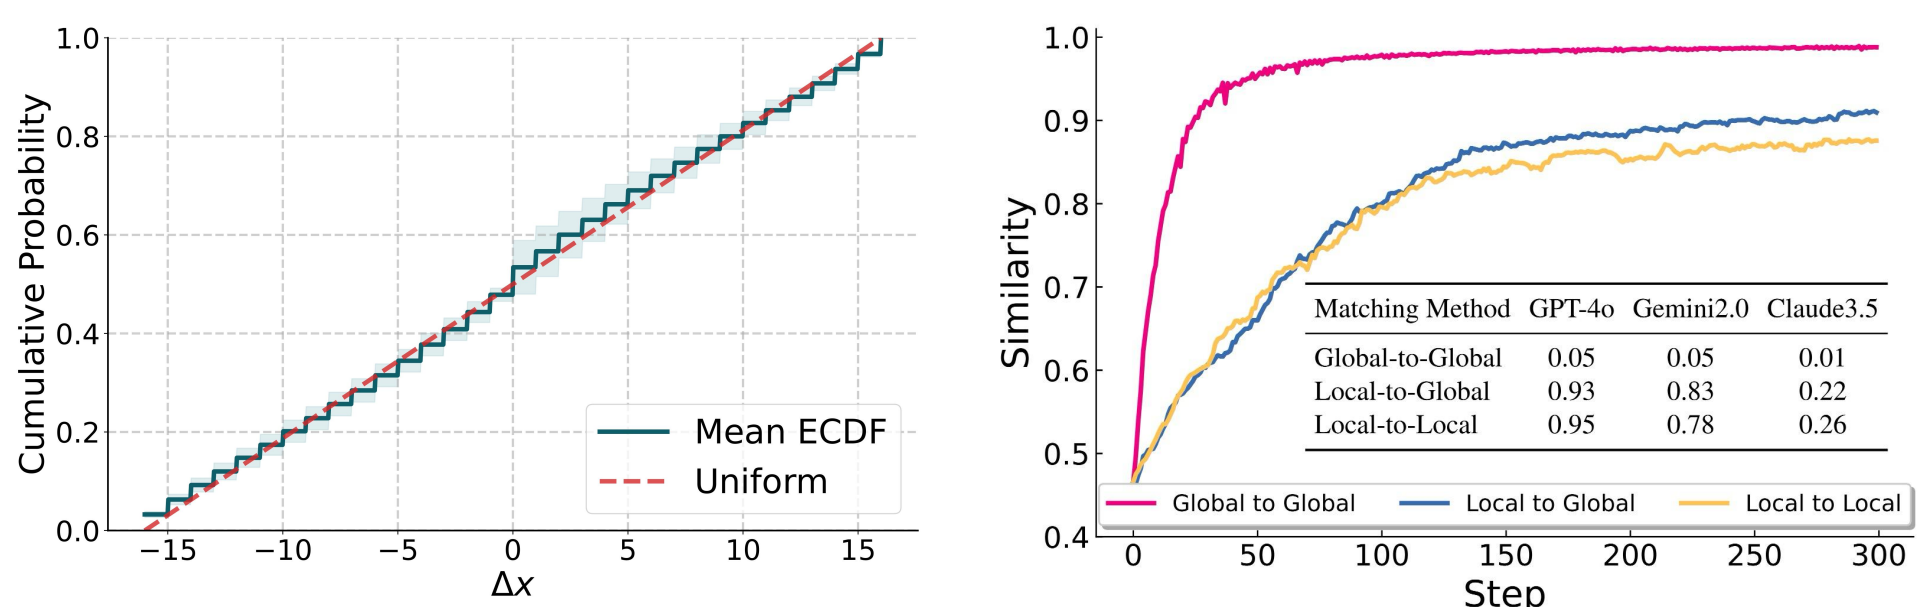 1.0
0.8
0.6
0.4
0.2
0.0
Cumulative Probability
Mean ECDF
Uniform
−15 −10 −5 0 5 10 15
Δx
1.0
0.9
0.8
0.7
0.6
0.5
0.4
Similarity
Matching Method GPT-4o Gemini2.0 Claude3.5
Global-to-Global 0.05 0.05 0.01
Local-to-Global 0.93 0.83 0.22
Local-to-Local 0.95 0.78 0.26
Global to Global Local to Global Local to Local
0 50 100 150 200 250 300
Step